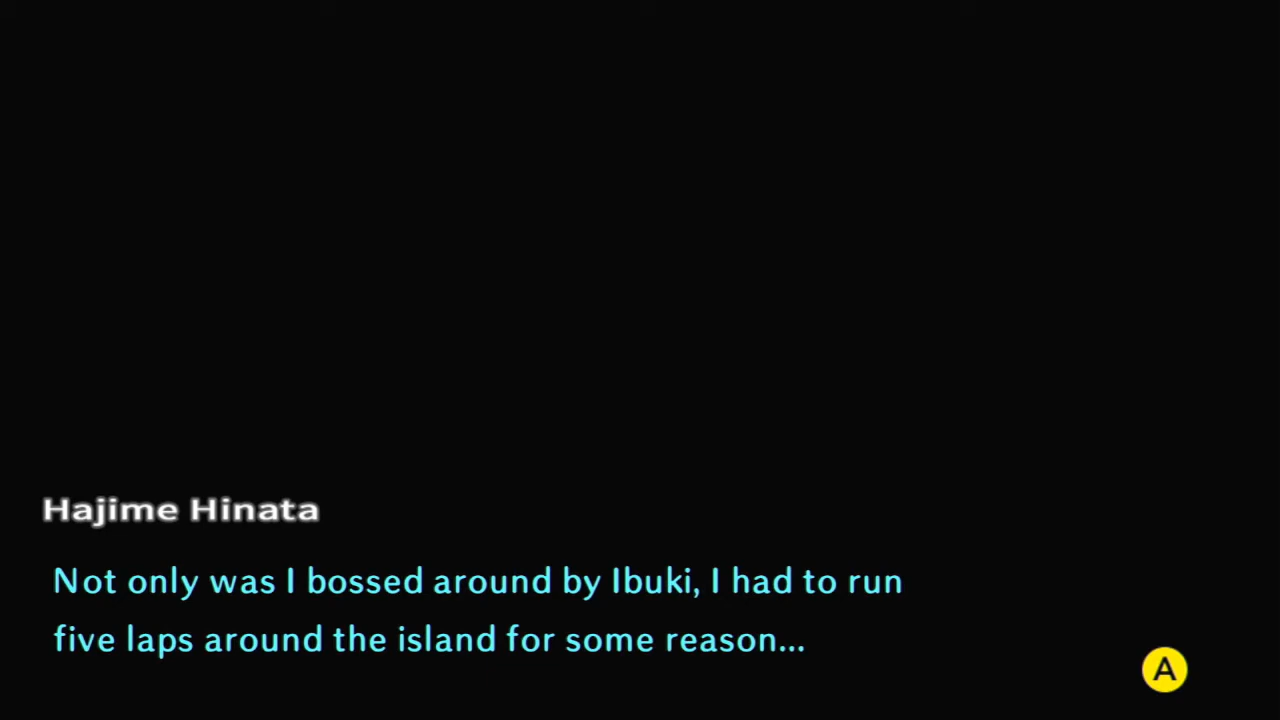 Hajime Hinata
Not only was I bossed around by Ibuki, I had to run
five laps around the island for some reason...
A